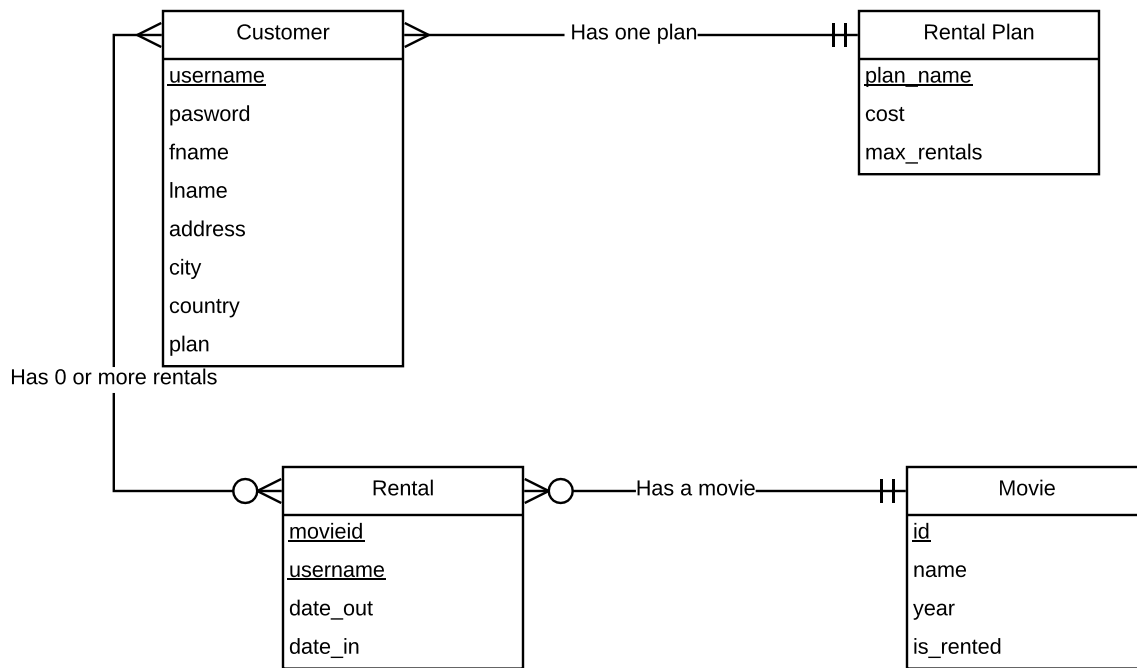 Customer
username
pasword
fname
lname
address
city
country
plan
Has one plan
Rental Plan
plan_name
cost
max_rentals
Has 0 or more rentals
Rental
movieid
username
date_out
date_in
Has a movie
Movie
id
name
year
is_rented